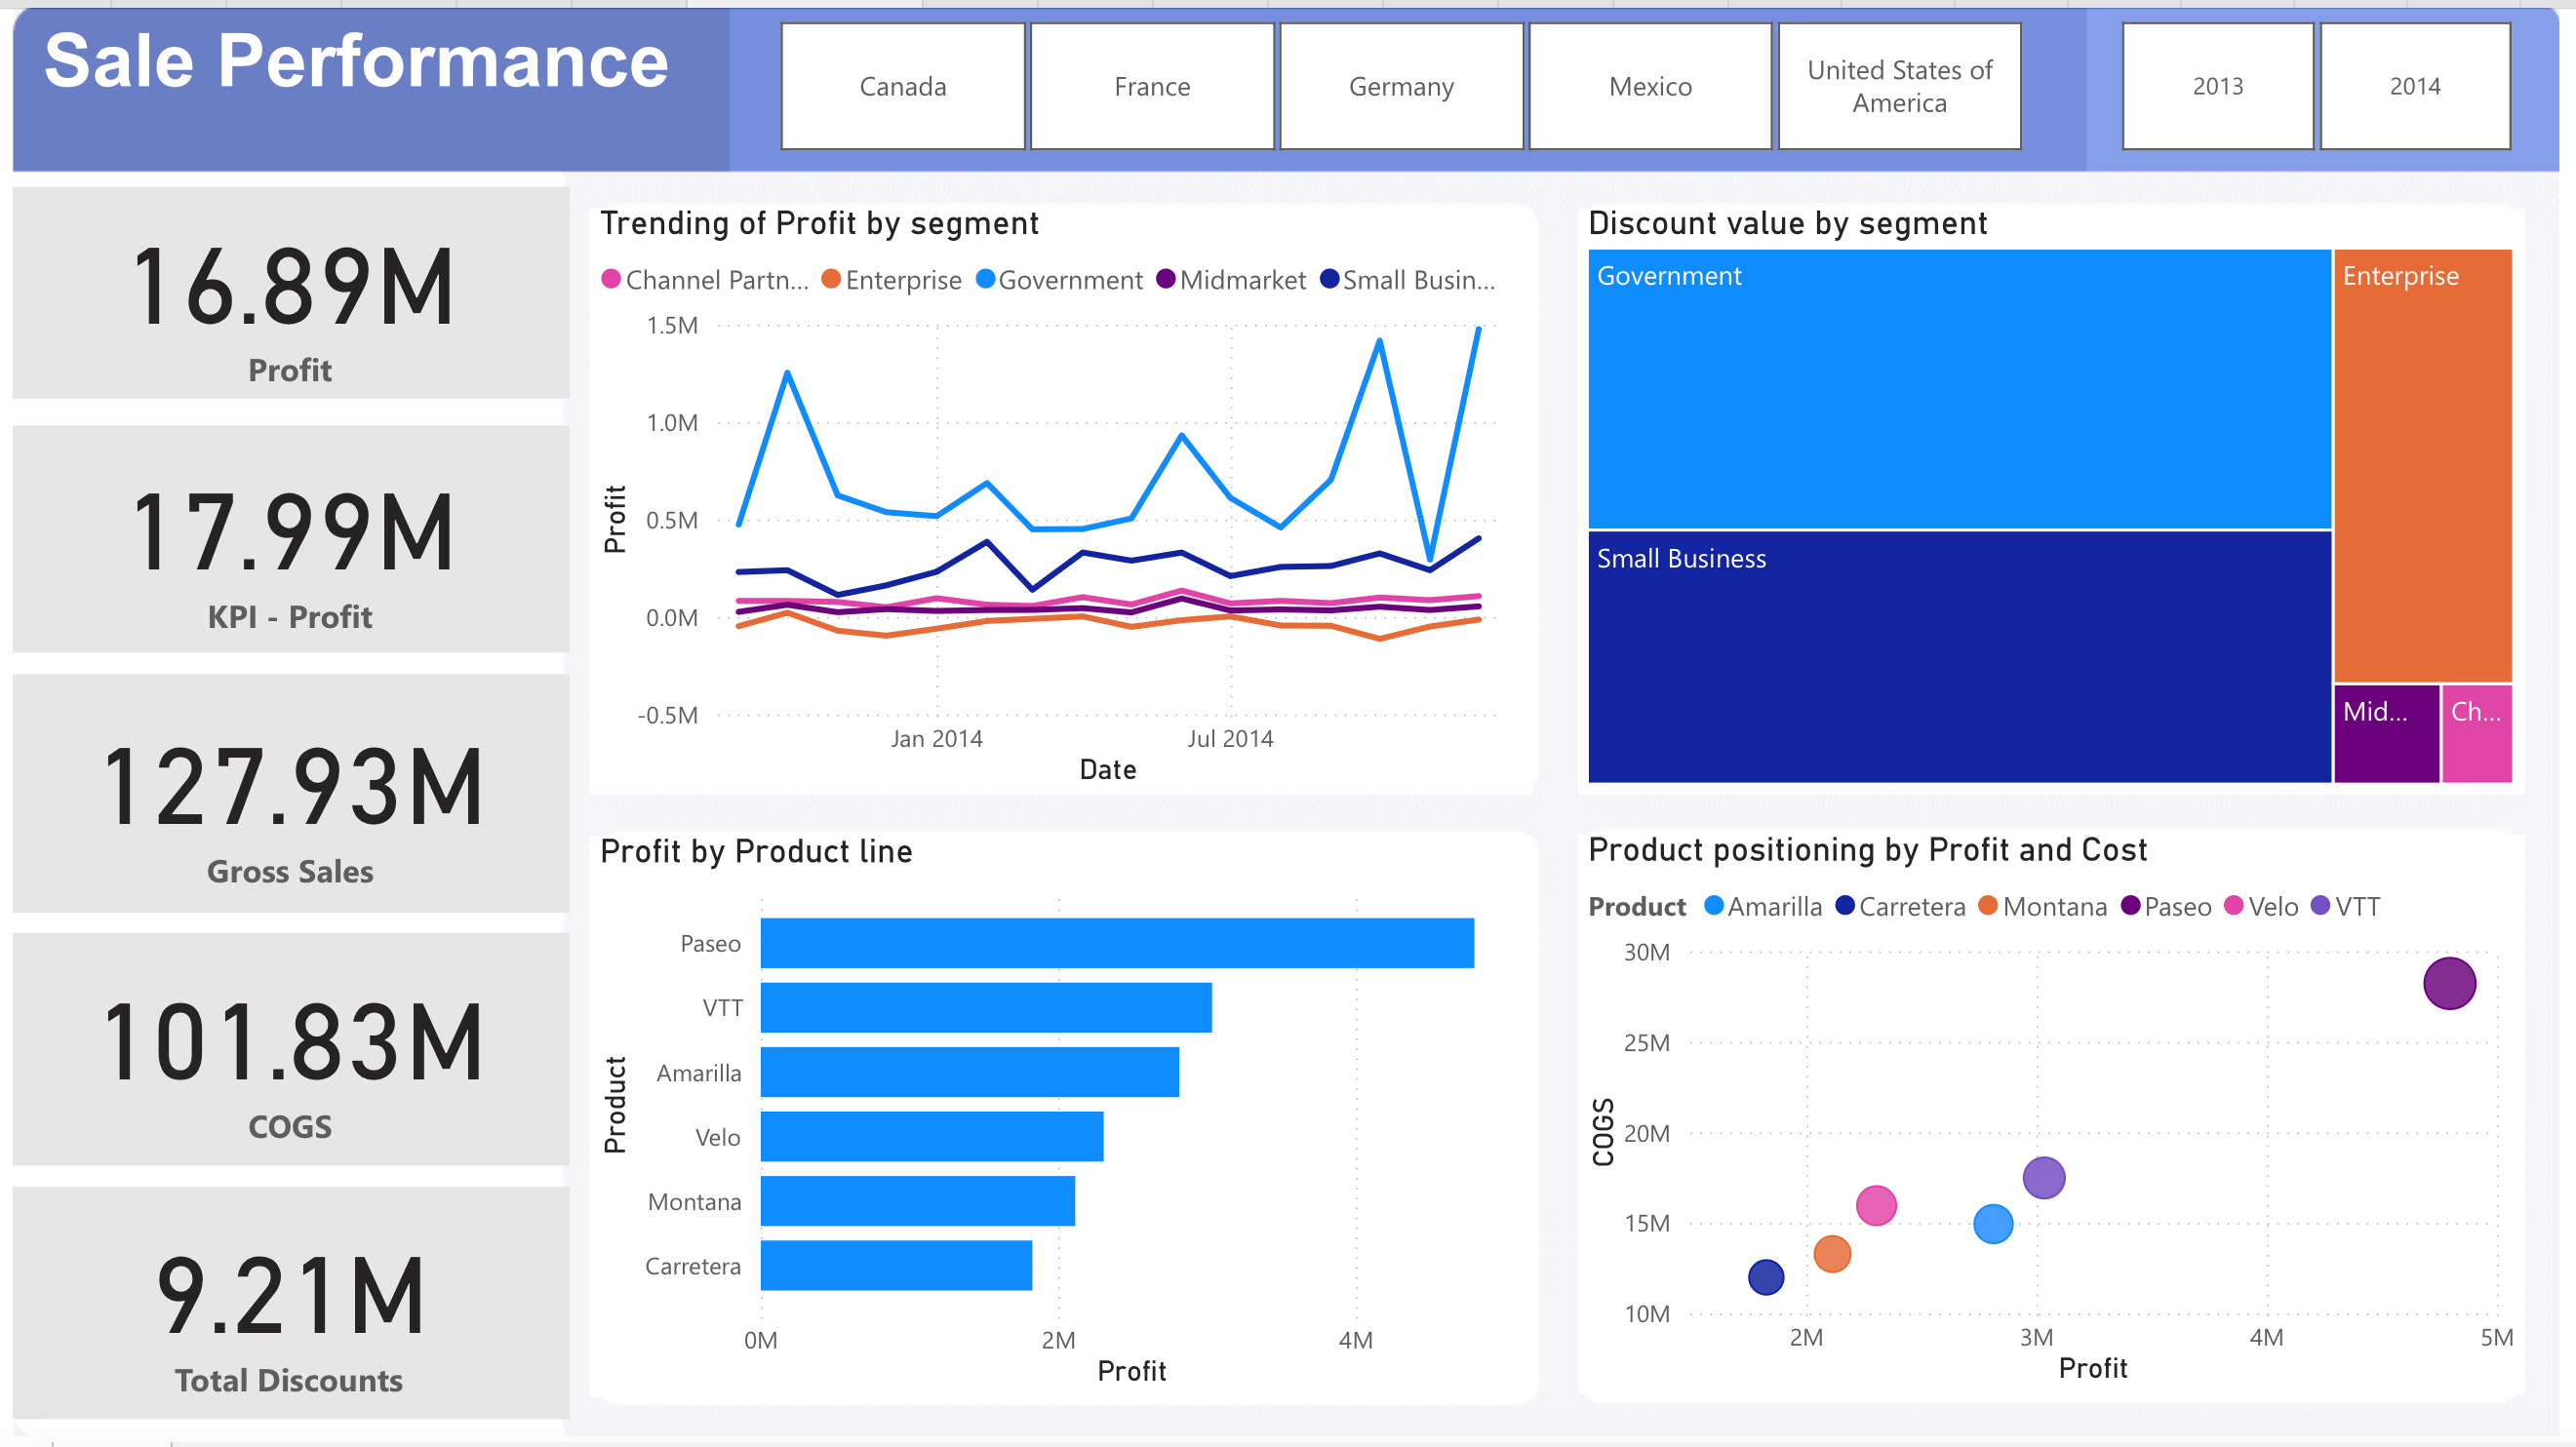 Sale Performance
Canada
France
Germany
Mexico
United States of
America
2013
2014
16.89M
Profit
17.99M
KPI - Profit
127.93M
Gross Sales
101.83M
COGS
9.21M
Total Discounts
Trending of Profit by segment
Channel Partn... Enterprise Government Midmarket Small Busin...
1.5M
1.0M
0.5M
0.0M
-0.5M
Profit
Jan 2014 Jul 2014
Date
Discount value by segment
Government
Enterprise
Small Business
Mid...
Ch...
Profit by Product line
Product
Paseo
VTT
Amarilla
Velo
Montana
Carretera
0M 2M 4M
Profit
Product positioning by Profit and Cost
Product Amarilla Carretera Montana Paseo Velo VTT
30M
25M
20M
15M
10M
COGS
2M 3M 4M 5M
Profit